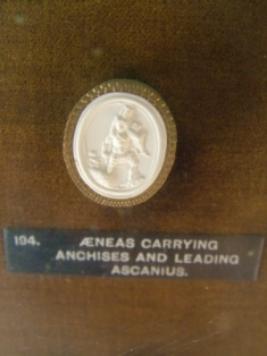 194. ÆNEAS CARRYING
ANCHISES AND LEADING
ASCANIUS.